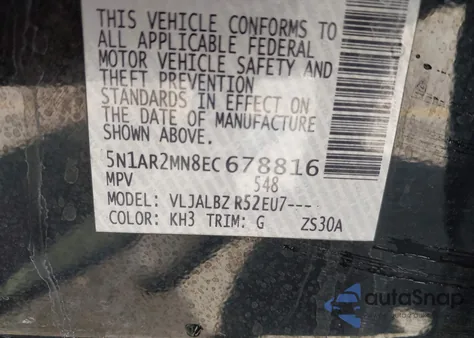 THIS VEHICLE CONFORMS TO
ALL APPLICABLE FEDERAL
MOTOR VEHICLE SAFETY AND
THEFT PREVENTION
STANDARDS IN EFFECT ON
THE DATE OF MANUFACTURE
SHOWN ABOVE.
5N1AR2MN8EC678816
MPV 548
MODEL: VLJALBZ R52EU7---
COLOR: KH3 TRIM: G ZS30A
autaSnap